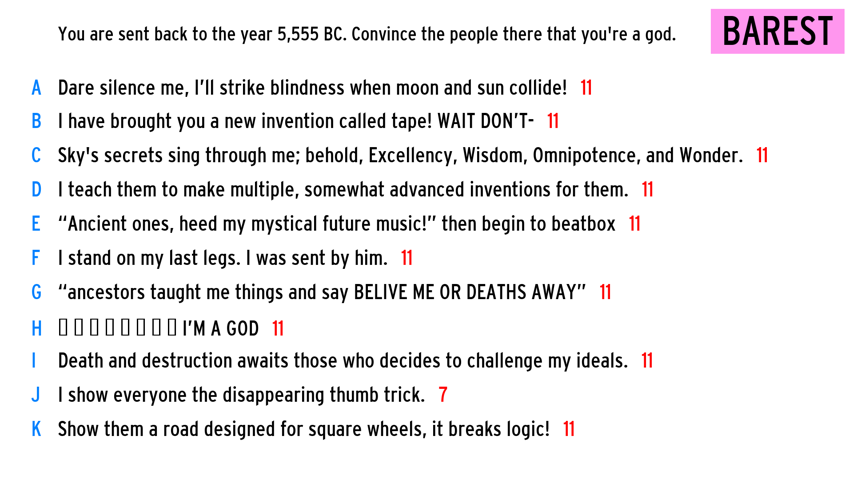 You are sent back to the year 5,555 BC. Convince the people there that you're a god.
BAREST
A Dare silence me, I'll strike blindness when moon and sun collide! 11
B I have brought you a new invention called tape! WAIT DON'T- 11
C Sky's secrets sing through me; behold, Excellency, Wisdom, Omnipotence, and Wonder. 11
D I teach them to make multiple, somewhat advanced inventions for them. 11
E “Ancient ones, heed my mystical future music!” then begin to beatbox 11
F I stand on my last legs. I was sent by him. 11
G “ancestors taught me things and say BELIVE ME OR DEATHS AWAY” 11
H 𓀀 I'M A GOD 11
I Death and destruction awaits those who decides to challenge my ideals. 11
J I show everyone the disappearing thumb trick. 7
K Show them a road designed for square wheels, it breaks logic! 11